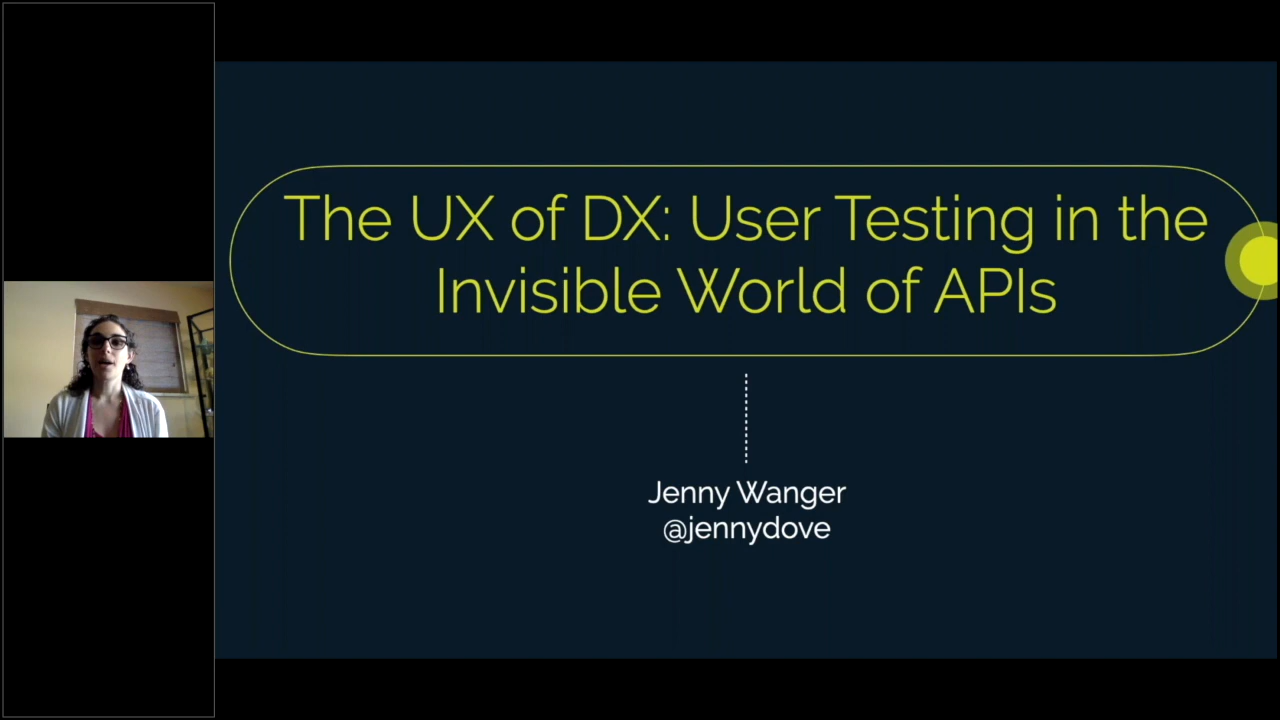 The UX of DX: User Testing in the
Invisible World of APIs
Jenny Wanger
@jennydove